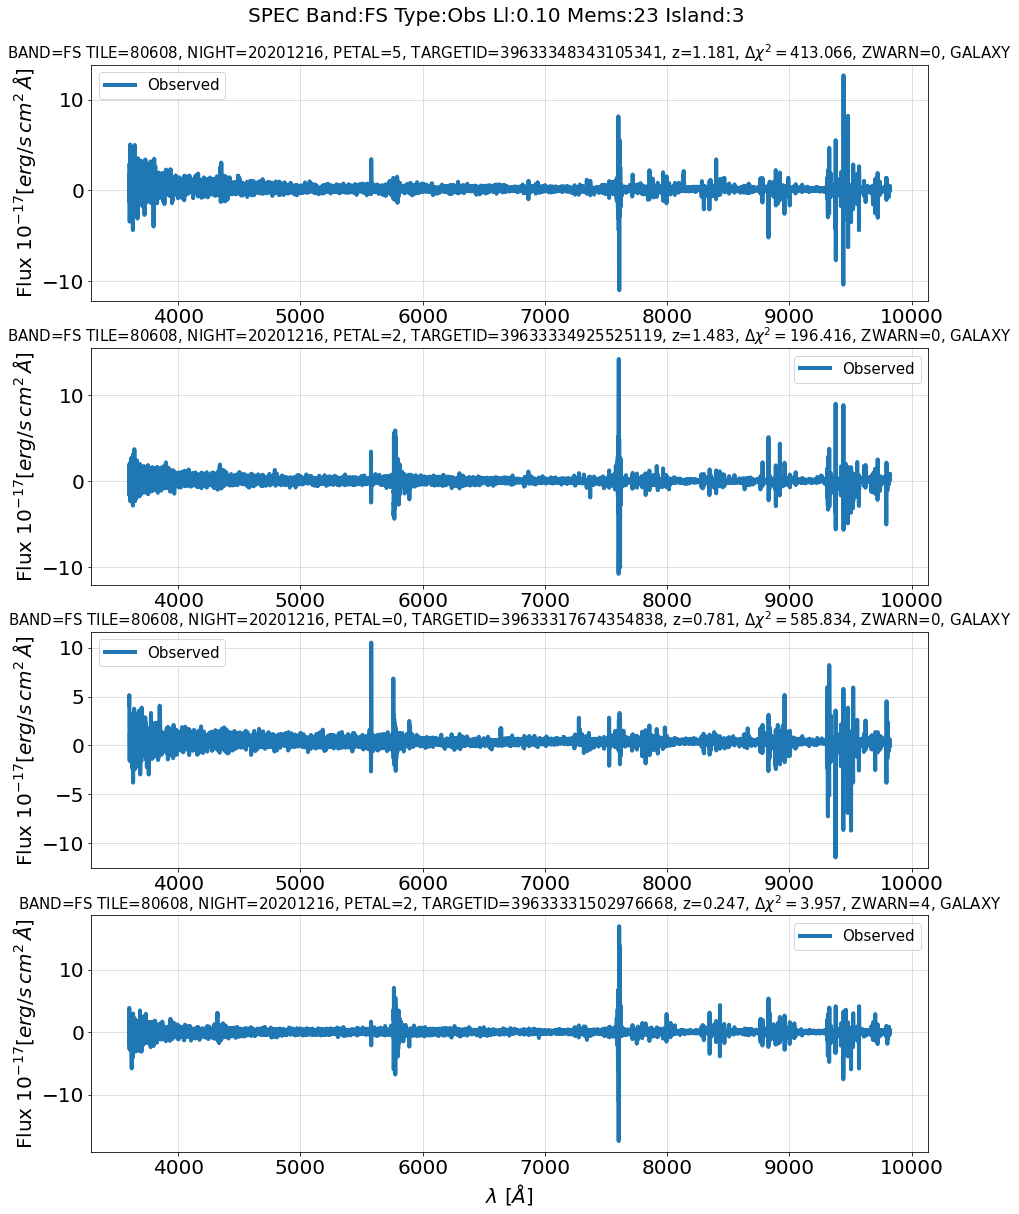 SPEC Band:FS Type:Obs Ll:0.10 Mems:23 Island:3
BAND=FS TILE=80608, NIGHT=20201216, PETAL=5, TARGETID=39633348343105341, z=1.181, Δχ² = 413.066, ZWARN=0, GALAXY
Observed
Flux 10⁻¹⁷[erg/s cm² Å]
10
0
−10
4000 5000 6000 7000 8000 9000 10000
BAND=FS TILE=80608, NIGHT=20201216, PETAL=2, TARGETID=39633334925525119, z=1.483, Δχ² = 196.416, ZWARN=0, GALAXY
Observed
Flux 10⁻¹⁷[erg/s cm² Å]
10
0
−10
4000 5000 6000 7000 8000 9000 10000
BAND=FS TILE=80608, NIGHT=20201216, PETAL=0, TARGETID=39633317674354838, z=0.781, Δχ² = 585.834, ZWARN=0, GALAXY
Observed
Flux 10⁻¹⁷[erg/s cm² Å]
10
5
0
−5
−10
4000 5000 6000 7000 8000 9000 10000
BAND=FS TILE=80608, NIGHT=20201216, PETAL=2, TARGETID=39633331502976668, z=0.247, Δχ² = 3.957, ZWARN=4, GALAXY
Observed
Flux 10⁻¹⁷[erg/s cm² Å]
10
0
−10
4000 5000 6000 7000 8000 9000 10000
λ [Å]